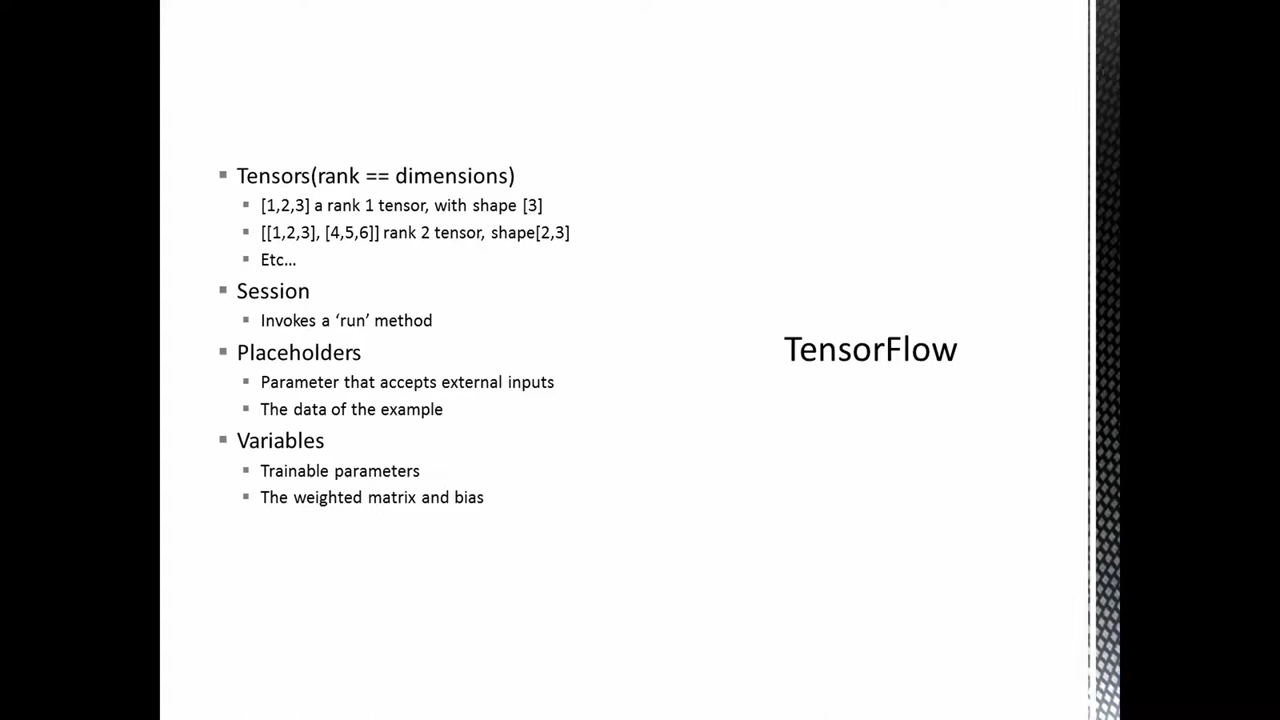 Tensors(rank == dimensions)
[1,2,3] a rank 1 tensor, with shape [3]
[[1,2,3], [4,5,6]] rank 2 tensor, shape[2,3]
Etc…
Session
Invokes a ‘run’ method
Placeholders
Parameter that accepts external inputs
The data of the example
Variables
Trainable parameters
The weighted matrix and bias
TensorFlow